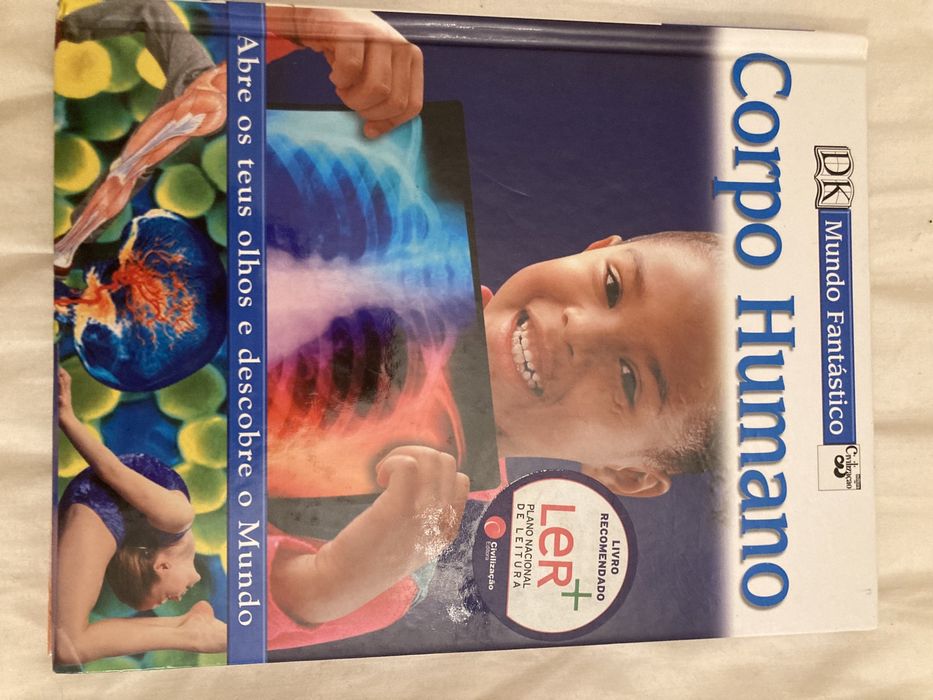 DK
Mundo Fantástico
Civilização
Corpo Humano
LIVRO
RECOMENDADO
LeR+
PLANO NACIONAL
DE LEITURA
Civilização
Editora
Abre os teus olhos e descobre o Mundo